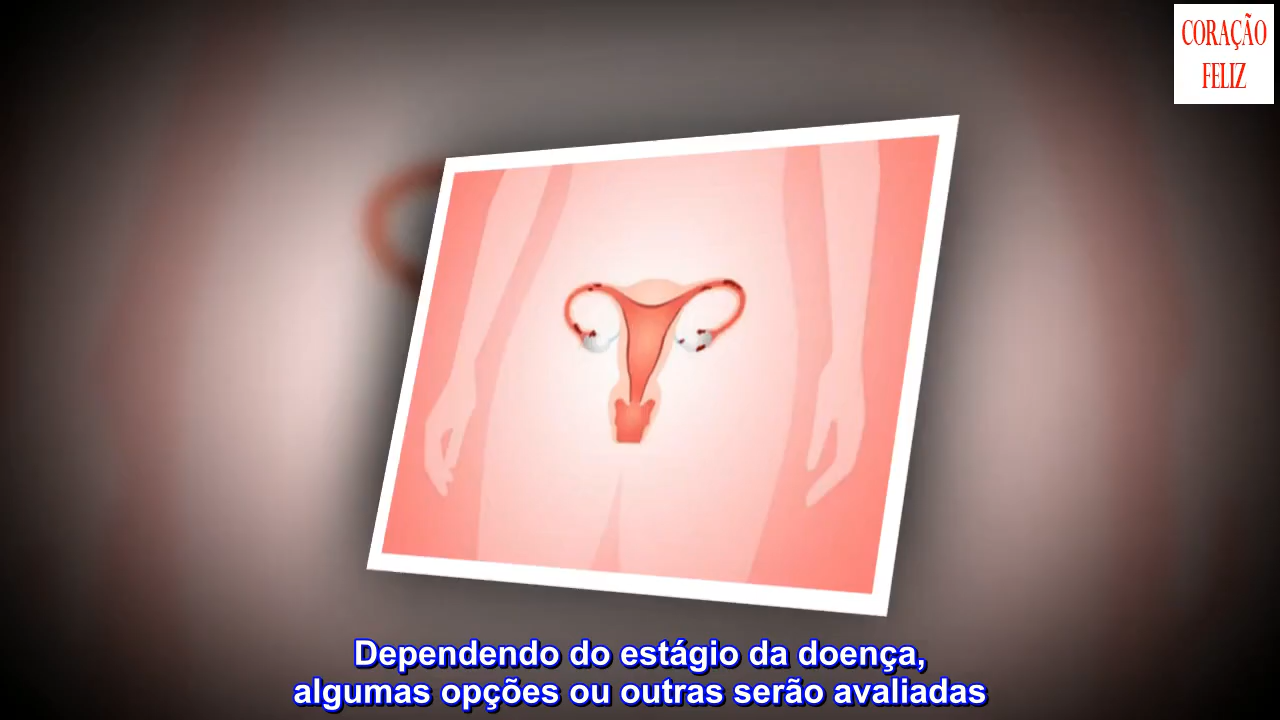 CORAÇÃO
FELIZ
Dependendo do estágio da doença,
algumas opções ou outras serão avaliadas